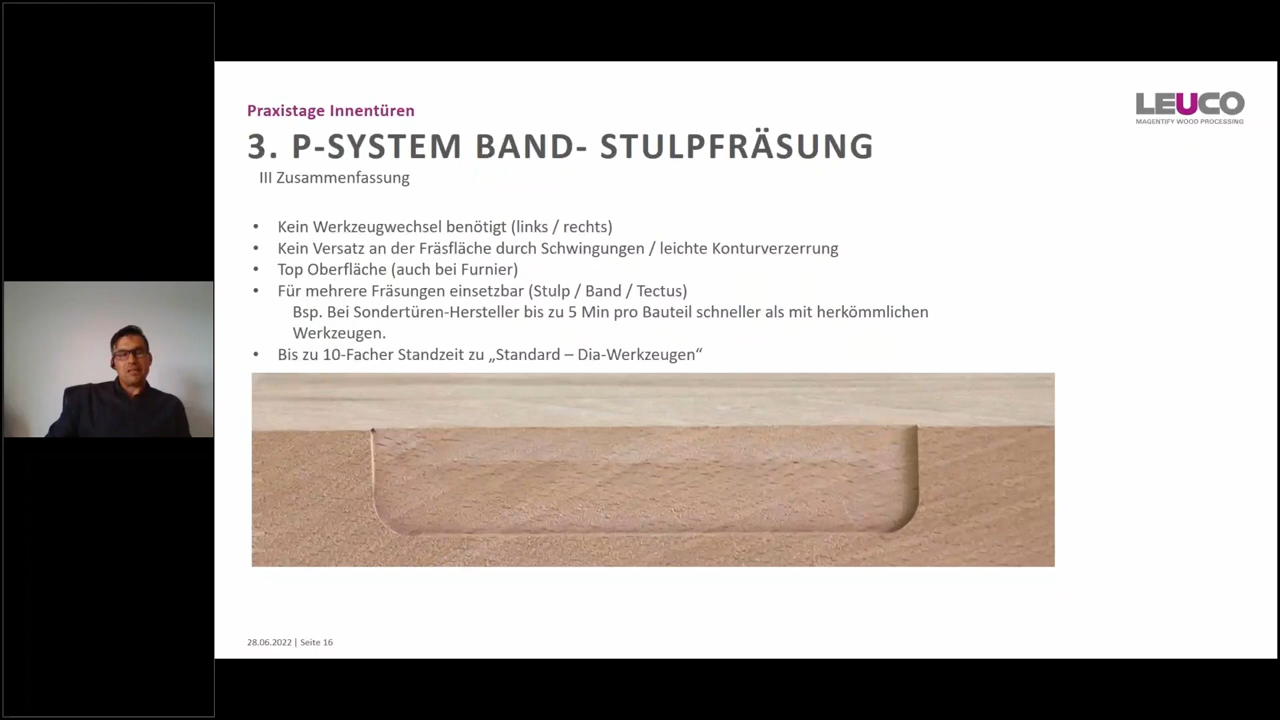 Praxistage Innentüren
LEUCO
MAGENTIFY WOOD PROCESSING
3. P-SYSTEM BAND- STULPFRÄSUNG
III Zusammenfassung
• Kein Werkzeugwechsel benötigt (links / rechts)
• Kein Versatz an der Fräsfläche durch Schwingungen / leichte Konturverzerrung
• Top Oberfläche (auch bei Furnier)
• Für mehrere Fräsungen einsetzbar (Stulp / Band / Tectus)
Bsp. Bei Sondertüren-Hersteller bis zu 5 Min pro Bauteil schneller als mit herkömmlichen
Werkzeugen.
• Bis zu 10-Facher Standzeit zu „Standard – Dia-Werkzeugen“
28.06.2022 | Seite 16